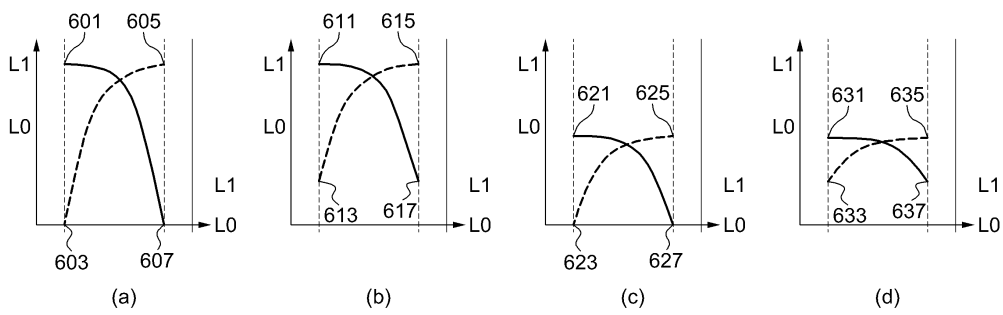 601 605 611 615
L1 L1 L1 L1
621 625 631 635
L0 L0 L0 L0
L1 613 617 L1 L1 633 637 L1
L0 L0 L0 L0
603 607 623 627
(a) (b) (c) (d)